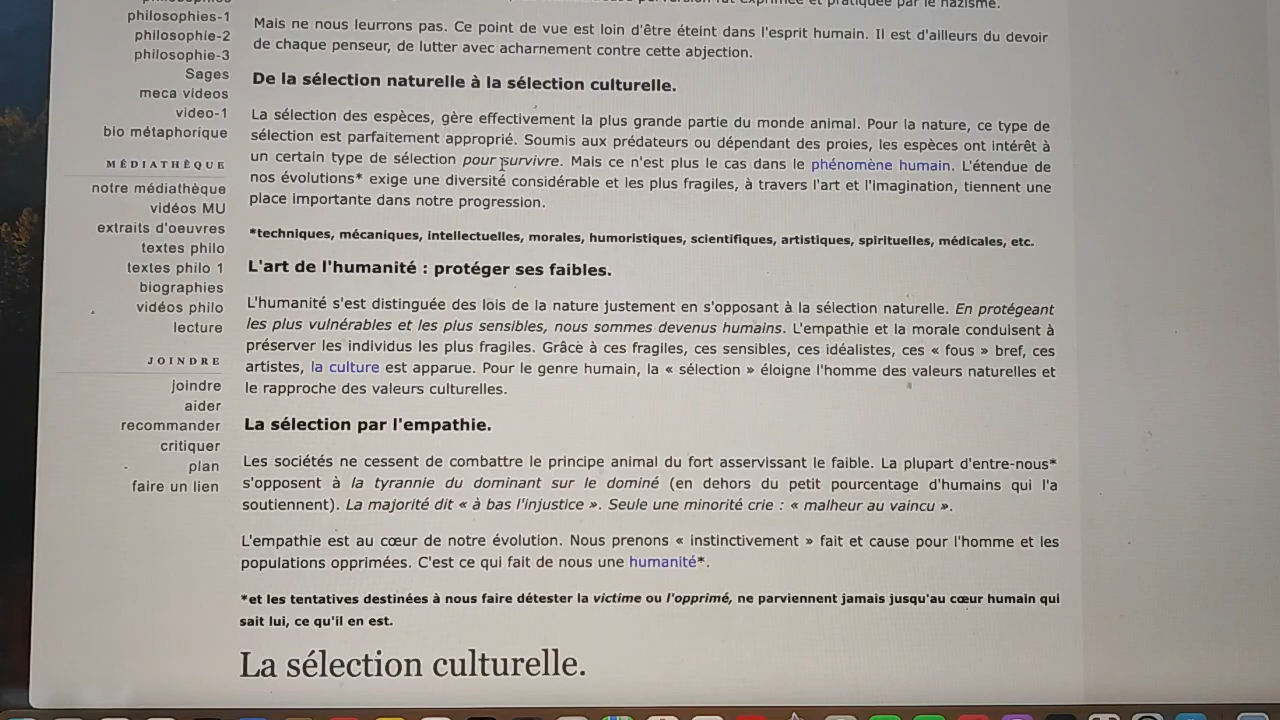 philosophies-1
philosophie-2
philosophie-3
Sages
meca videos
video-1
bio métaphorique
MÉDIATHÈQUE
notre médiathèque
vidéos MU
extraits d'oeuvres
textes philo
textes philo 1
biographies
vidéos philo
lecture
JOINDRE
joindre
aider
recommander
critiquer
plan
faire un lien
Mais ne nous leurrons pas. Ce point de vue est loin d'être éteint dans l'esprit humain. Il est d'ailleurs du devoir
de chaque penseur, de lutter avec acharnement contre cette abjection.
De la sélection naturelle à la sélection culturelle.
La sélection des espèces, gère effectivement la plus grande partie du monde animal. Pour la nature, ce type de
sélection est parfaitement approprié. Soumis aux prédateurs ou dépendant des proies, les espèces ont intérêt à
un certain type de sélection pour survivre. Mais ce n'est plus le cas dans le phénomène humain. L'étendue de
nos évolutions* exige une diversité considérable et les plus fragiles, à travers l'art et l'imagination, tiennent une
place importante dans notre progression.
*techniques, mécaniques, intellectuelles, morales, humoristiques, scientifiques, artistiques, spirituelles, médicales, etc.
L'art de l'humanité : protéger ses faibles.
L'humanité s'est distinguée des lois de la nature justement en s'opposant à la sélection naturelle. En protégeant
les plus vulnérables et les plus sensibles, nous sommes devenus humains. L'empathie et la morale conduisent à
préserver les individus les plus fragiles. Grâce à ces fragiles, ces sensibles, ces idéalistes, ces « fous » bref, ces
artistes, la culture est apparue. Pour le genre humain, la « sélection » éloigne l'homme des valeurs naturelles et
le rapproche des valeurs culturelles.
La sélection par l'empathie.
Les sociétés ne cessent de combattre le principe animal du fort asservissant le faible. La plupart d'entre-nous*
s'opposent à la tyrannie du dominant sur le dominé (en dehors du petit pourcentage d'humains qui l'a
soutiennent). La majorité dit « à bas l'injustice ». Seule une minorité crie : « malheur au vaincu ».
L'empathie est au cœur de notre évolution. Nous prenons « instinctivement » fait et cause pour l'homme et les
populations opprimées. C'est ce qui fait de nous une humanité*.
*et les tentatives destinées à nous faire détester la victime ou l'opprimé, ne parviennent jamais jusqu'au cœur humain qui
sait lui, ce qu'il en est.
La sélection culturelle.